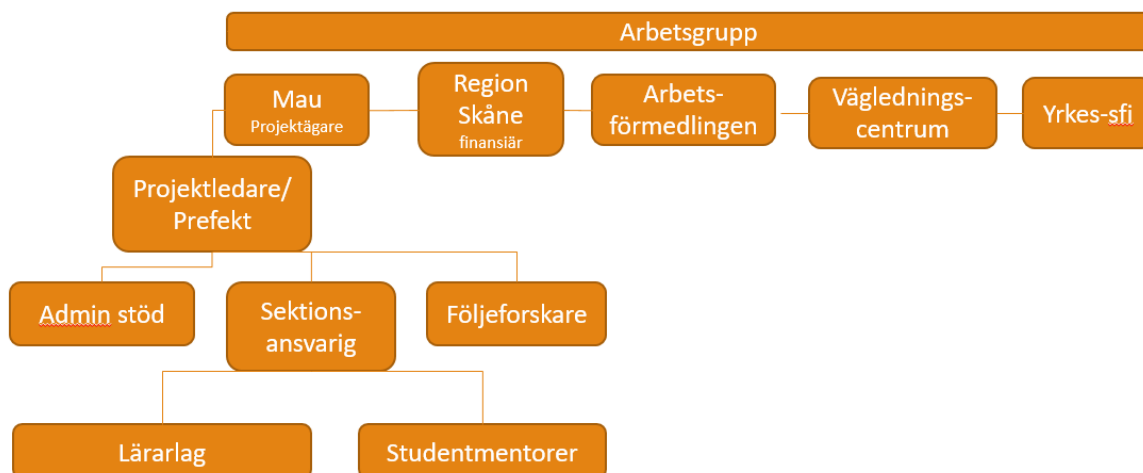 Arbetsgrupp
Mau
Projektägare
Region
Skåne
finansiär
Arbets-
förmedlingen
Väglednings-
centrum
Yrkes-sfi
Projektledare/
Prefekt
Admin stöd
Sektions-
ansvarig
Följeforskare
Lärarlag
Studentmentorer